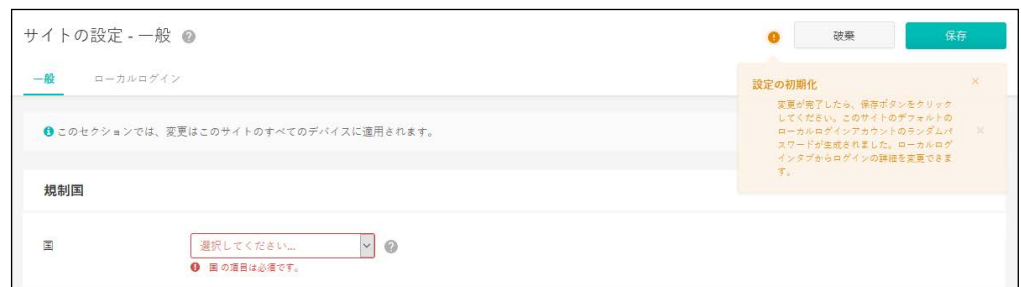 サイトの設定 - 一般
破棄
保存
一般
ローカルログイン
設定の初期化
変更が完了したら、保存ボタンをクリック
してください。このサイトのデフォルトの
ローカルログインアカウントのランダムパ
スワードが生成されました。ローカルログ
インタブからログインの詳細を変更できま
す。
このセクションでは、変更はこのサイトのすべてのデバイスに適用されます。
規制国
国
選択してください...
国 の項目は必須です。